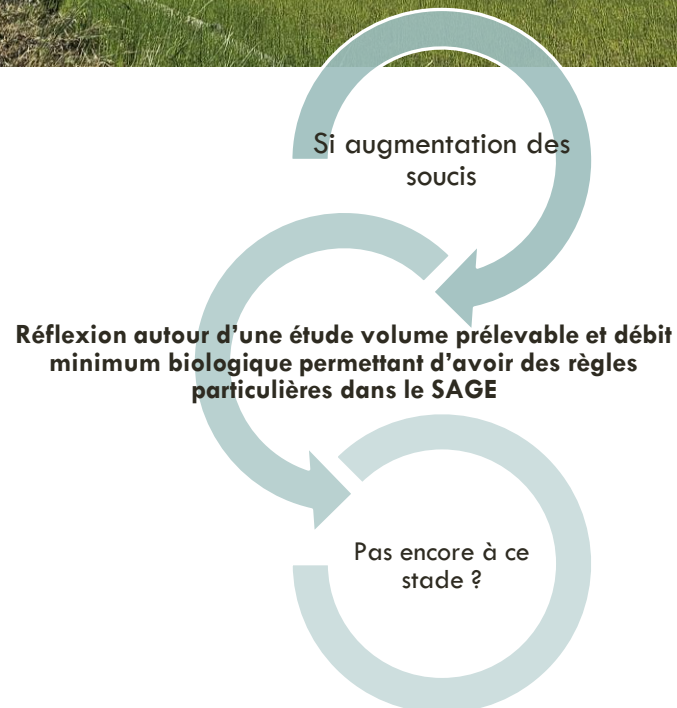 Si augmentation des
soucis
Réflexion autour d'une étude volume prélevable et débit
minimum biologique permettant d'avoir des règles
particulières dans le SAGE
Pas encore à ce
stade ?